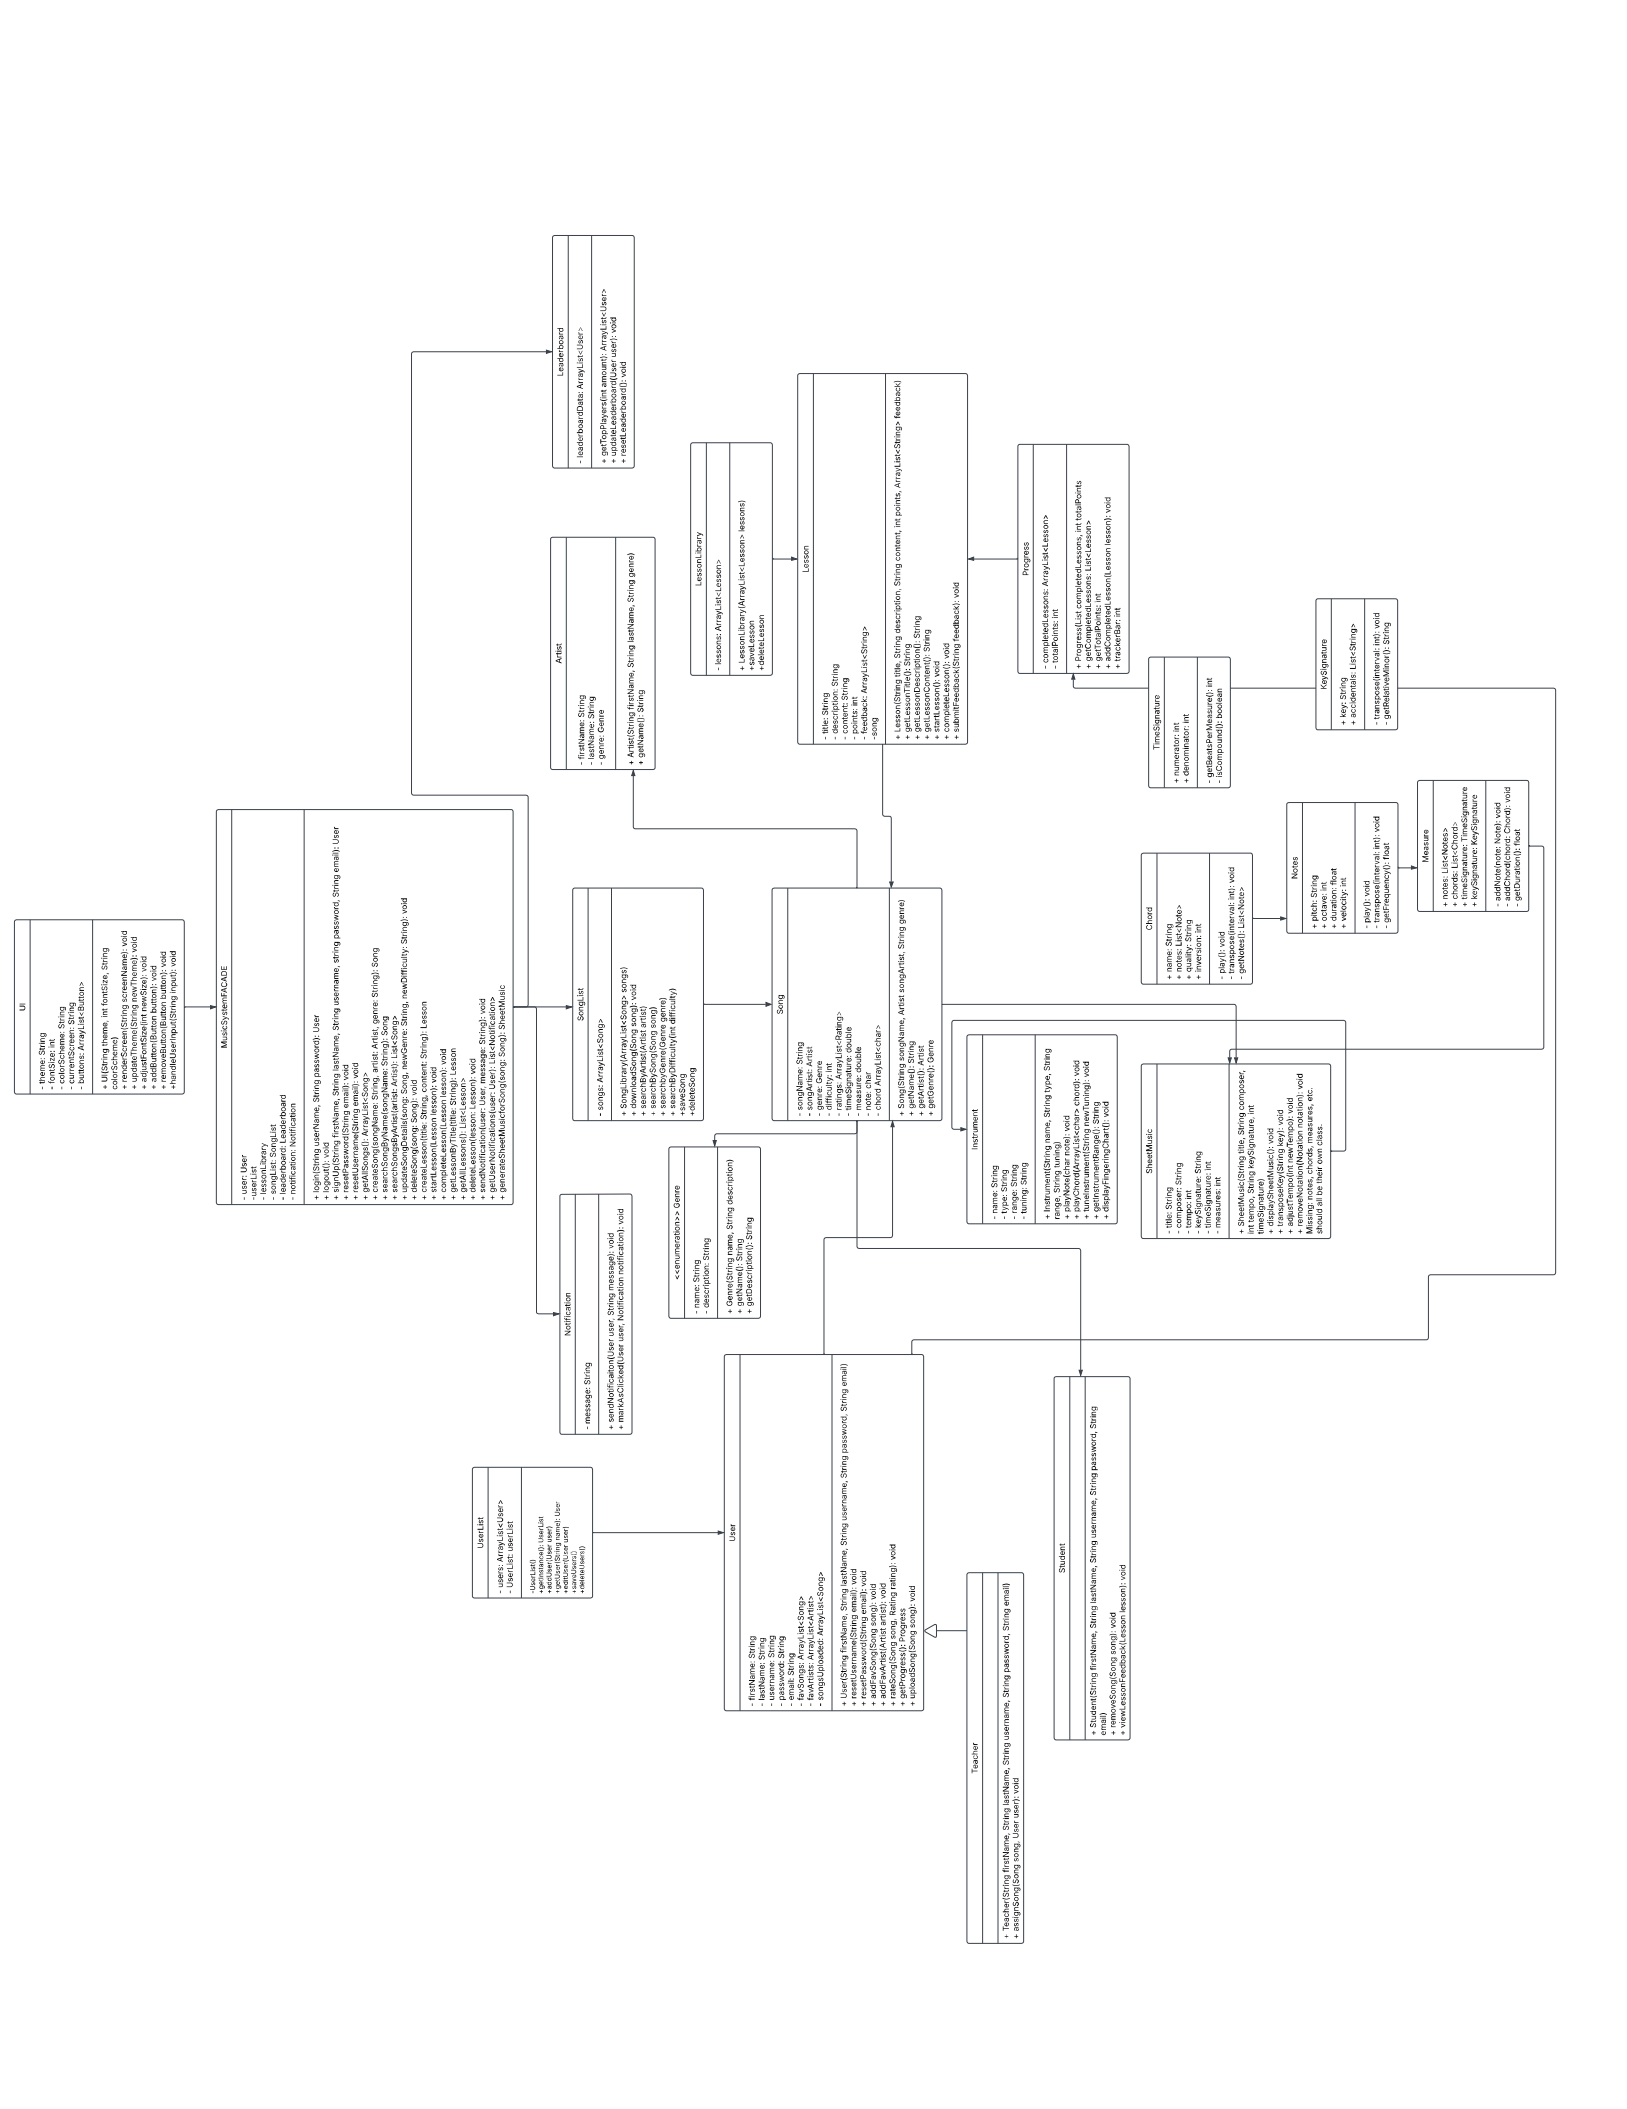 UI
- theme: String
- fontSize: int
- colorScheme: String
- currentScreen: String
- buttons: ArrayList<Button>
+ UI(String theme, int fontSize, String
colorScheme)
+ renderScreen(String screenName): void
+ updateTheme(String newTheme): void
+ adjustFontSize(int newSize): void
+ addButton(Button button): void
+ removeButton(Button button): void
+handleUserInput(String input): void
MusicSystemFACADE
- user: User
-userList
- lessonLibrary
- songList: SongList
- leaderboard: Leaderboard
- notification: Notification
+ login(String userName, String password): User
+ logout(): void
+ signUp(String firstName, String lastName, String username, string password, String email): User
+ resetPassword(String email): void
+ resetUsername(String email): void
+ getAllSongs(): ArrayList<Song>
+ createSong(songName: String, artist: Artist, genre: String): Song
+ searchSongByName(songName: String): Song
+ searchSongsByArtist(artist: Artist): List<Song>
+ updateSongDetails(song: Song, newGenre: String, newDifficulty: String): void
+ deleteSong(song: Song): void
+ createLesson(title: String, content: String): Lesson
+ startLesson(Lesson lesson): void
+ completeLesson(Lesson lesson): void
+ getLessonByTitle(title: String): Lesson
+ getAllLessons(): List<Lesson>
+ deleteLesson(lesson: Lesson): void
+ sendNotification(user: User, message: String): void
+ getUserNotifications(user: User): List<Notification>
+ generateSheetMusicforSong(song: Song): SheetMusic
UserList
- users: ArrayList<User>
- UserList: userList
-UserList()
+getInstance(): UserList
+addUser(User user)
+getUser(String name): User
+editUser(User user)
+saveUsers()
+deleteUsers()
Notification
- message: String
+ sendNotificaiton(User user, String message): void
+ markAsClicked(User user, Notification notification): void
SongList
- songs: ArrayList<Song>
+ SongLibrary(ArrayList<Song> songs)
+ downloadSong(Song song): void
+ searchByArtist(Artist artist)
+ searchBySong(Song song)
+ searchByGenre(Genre genre)
+ searchByDifficulty(int difficulty)
+saveSong
+deleteSong
Artist
- firstName: String
- lastName: String
- genre: Genre
+ Artist(String firstName, String lastName, String genre)
+ getName(): String
Leaderboard
- leaderboardData: ArrayList<User>
+ getTopPlayers(int amount): ArrayList<User>
+ updateLeaderboard(User user): void
+ resetLeaderboard(): void
<<enumeration>> Genre
- name: String
- description: String
+ Genre(String name, String description)
+ getName(): String
+ getDescription(): String
LessonLibrary
- lessons: ArrayList<Lesson>
+ LessonLibrary(ArrayList<Lesson> lessons)
+saveLesson
+deleteLesson
User
- firstName: String
- lastName: String
- username: String
- password: String
- email: String
- favSongs: ArrayList<Song>
- favArtists: ArrayList<Artist>
- songsUploaded: ArrayList<Song>
+ User(String firstName, String lastName, String username, String password, String email)
+ resetUsername(String email): void
+ resetPassword(String email): void
+ addFavSong(Song song): void
+ addFavArtist(Artist artist): void
+ rateSong(Song song, Rating rating): void
+ getProgress(): Progress
+ uploadSong(Song song): void
Song
- songName: String
- songArtist: Artist
- genre: Genre
- difficulty: int
- ratings: ArrayList<Rating>
- timeSignature: double
- measure: double
- note: char
- chord ArrayList<char>
+ Song(String songName, Artist songArtist, String genre)
+ getName(): String
+ getArtist(): Artist
+ getGenre(): Genre
Lesson
- title: String
- description: String
- content: String
- points: int
- feedback: ArrayList<String>
-song
+ Lesson(String title, String description, String content, int points, ArrayList<String> feedback)
+ getLessonTitle(): String
+ getLessonDescription(): String
+ getLessonContent(): String
+ startLesson(): void
+ completeLesson(): void
+ submitFeedback(String feedback): void
Teacher
+ Teacher(String firstName, String lastName, String username, String password, String email)
+ assignSong(Song song, User user): void
Instrument
- name: String
- type: String
- range: String
- tuning: String
+ Instrument(String name, String type, String
range, String tuning)
+ playNote(char note): void
+ playChord(ArrayList<char> chord): void
+ tuneInstrument(String newTuning): void
+ getInstrumentRange(): String
+ displayFingeringChart(): void
Progress
- completedLessons: ArrayList<Lesson>
- totalPoints: int
+ Progress(List completedLessons, int totalPoints
+ getCompletedLessons: List<Lesson>
+ getTotalPoints: int
+ addCompletedLesson(Lesson lesson): void
+ trackerBar: int
Student
+ Student(String firstName, String lastName, String username, String password, String
email)
+ removeSong(Song song): void
+ viewLessonFeedback(Lesson lesson): void
SheetMusic
- title: String
- composer: String
- tempo: int
- keySignature: String
- timeSignature: int
- measures: int
+ SheetMusic(String title, String composer,
int tempo, String keySignature, int
timeSignature)
+ displaySheetMusic(): void
+ transposeKey(String key): void
+ adjustTempo(int newTempo): void
+ removeNotation(Notation notation): void
Missing: notes, chords, measures, etc.
should all be their own class.
Chord
+ name: String
+ notes: List<Note>
+ quality: String
+ inversion: int
- play(): void
- transpose(interval: int): void
- getNotes(): List<Note>
TimeSignature
+ numerator: int
+ denominator: int
- getBeatsPerMeasure(): int
- isCompound(): boolean
Notes
+ pitch: String
+ octave: int
+ duration: float
+ velocity: int
- play(): void
- transpose(interval: int): void
- getFrequency(): float
KeySignature
+ key: String
+ accidentals: List<String>
- transpose(interval: int): void
- getRelativeMinor(): String
Measure
+ notes: List<Notes>
+ chords: List<Chord>
+ timeSignature: TimeSignature
+ keySignature: KeySignature
- addNote(note: Note): void
- addChord(chord: Chord): void
- getDuration(): float